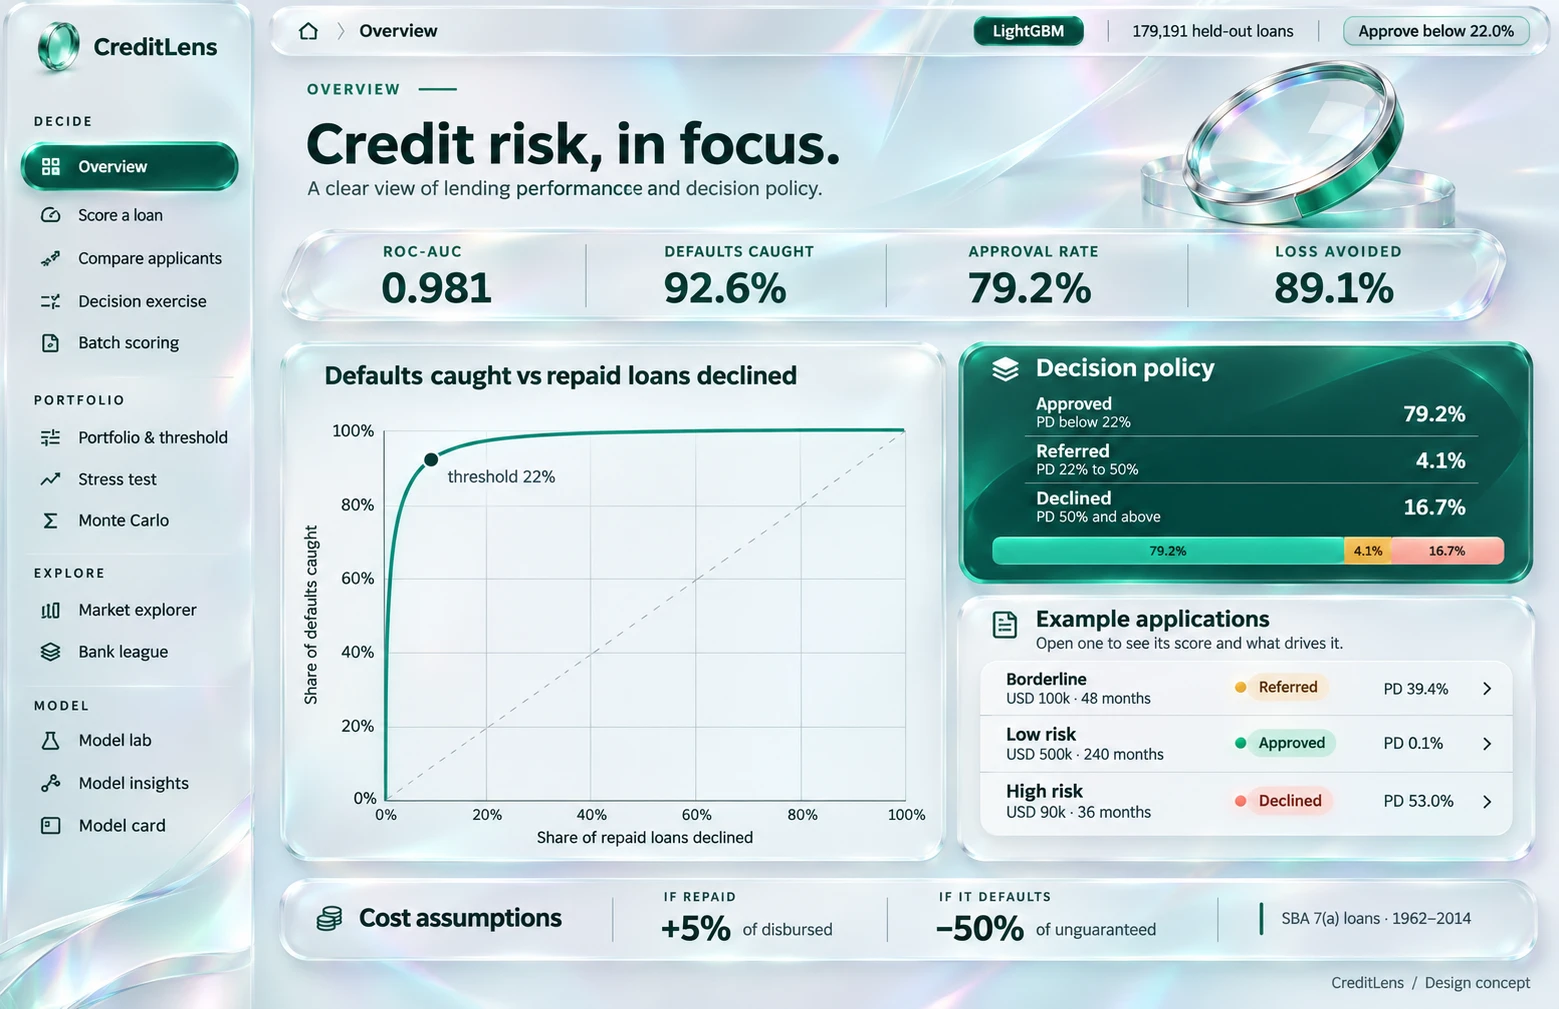 CreditLens
DECIDE
Overview
Score a loan
Compare applicants
Decision exercise
Batch scoring
PORTFOLIO
Portfolio & threshold
Stress test
Monte Carlo
EXPLORE
Market explorer
Bank league
MODEL
Model lab
Model insights
Model card
Overview
LightGBM
179,191 held-out loans
Approve below 22.0%
OVERVIEW
Credit risk, in focus.
A clear view of lending performancce and decision policy.
ROC-AUC
0.981
DEFAULTS CAUGHT
92.6%
APPROVAL RATE
79.2%
LOSS AVOIDED
89.1%
Defaults caught vs repaid loans declined
100%
80%
60%
40%
20%
0%
Share of defaults caught
threshold 22%
0% 20% 40% 60% 80% 100%
Share of repaid loans declined
Decision policy
Approved
PD below 22%
79.2%
Referred
PD 22% to 50%
4.1%
Declined
PD 50% and above
16.7%
79.2% 4.1% 16.7%
Example applications
Open one to see its score and what drives it.
Borderline
USD 100k · 48 months
Referred
PD 39.4%
Low risk
USD 500k · 240 months
Approved
PD 0.1%
High risk
USD 90k · 36 months
Declined
PD 53.0%
Cost assumptions
IF REPAID
+5% of disbursed
IF IT DEFAULTS
−50% of unguaranteed
SBA 7(a) loans · 1962–2014
CreditLens / Design concept